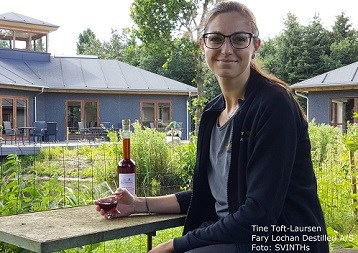 Tine Toft-Laursen
Fary Lochan Destilleri A/S
Foto: SVINTHs